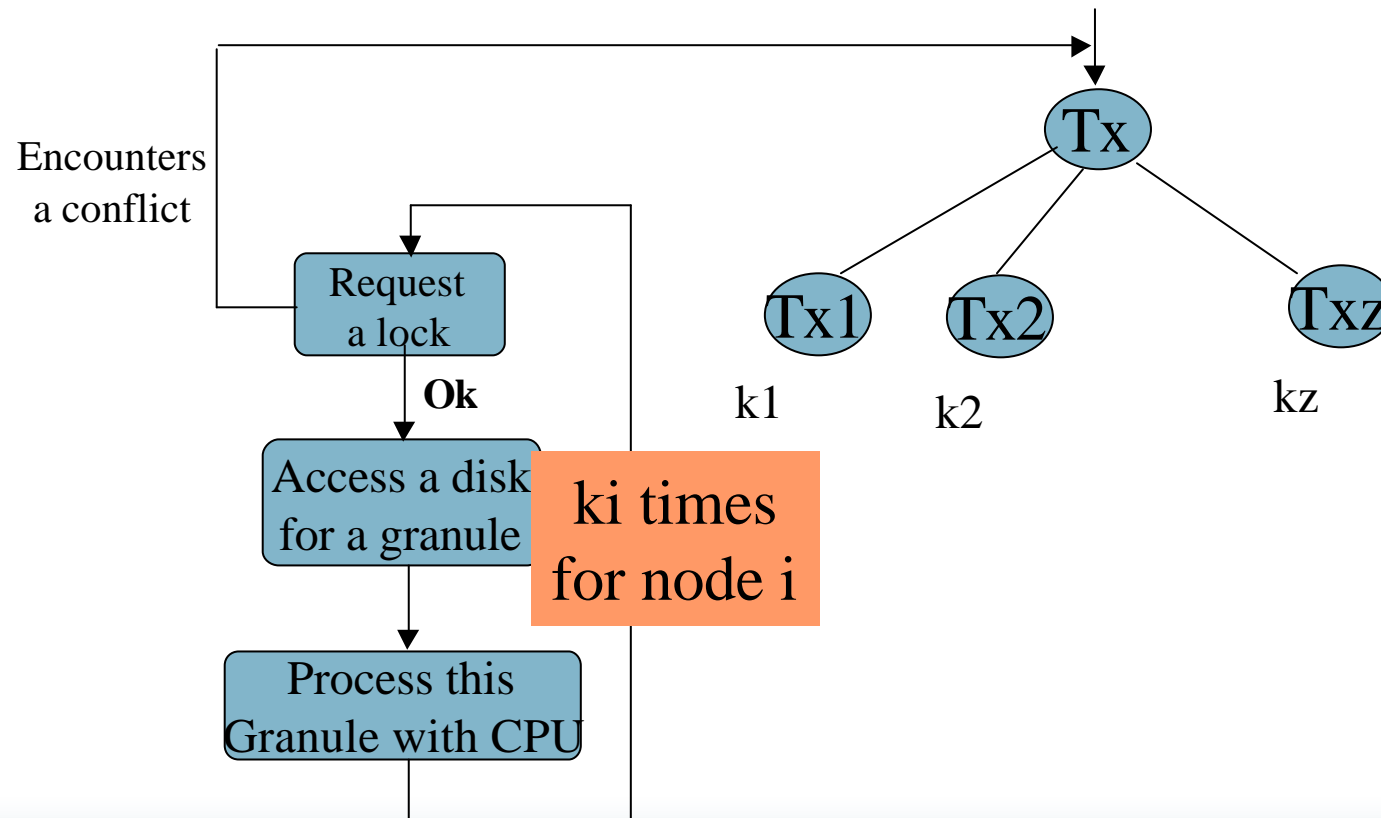 Tx
Encounters
a conflict
Request
a lock
Tx1
Tx2
Txz
Ok
k1
k2
kz
Access a disk
for a granule
ki times
for node i
Process this
Granule with CPU